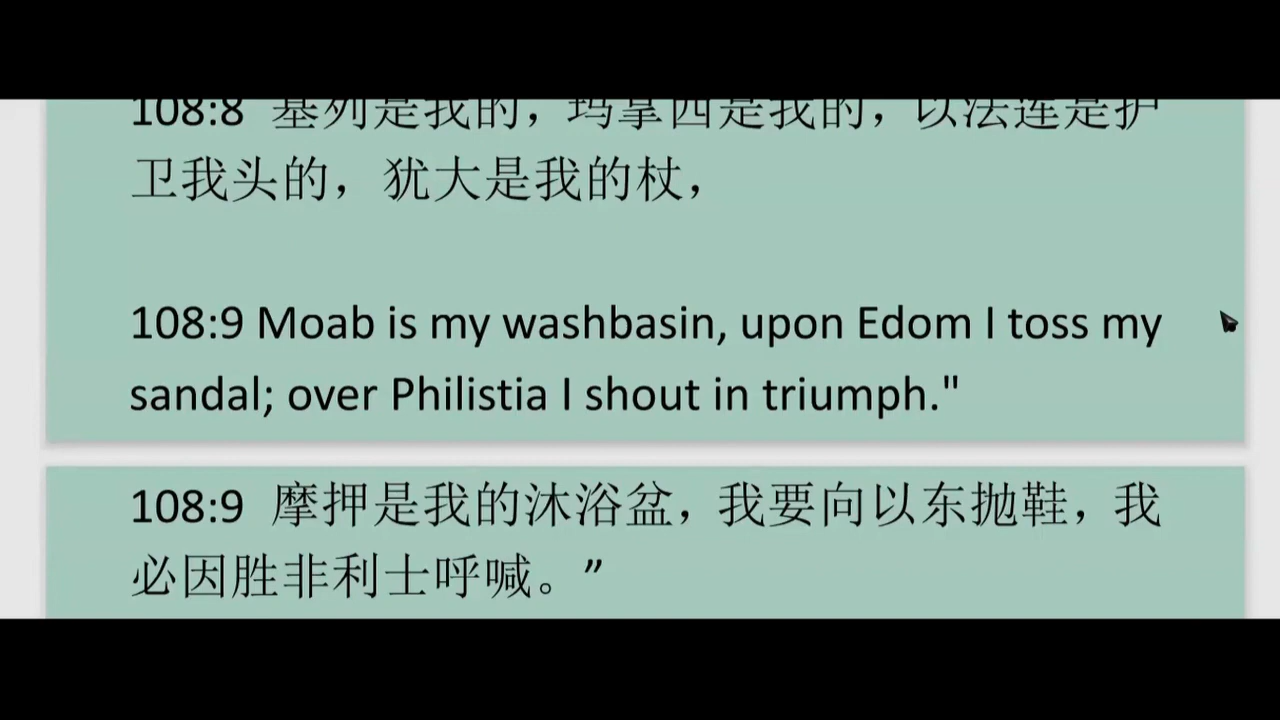 108:8 基列是我的，玛拿西是我的，以法莲是护
卫我头的，犹大是我的杖，
108:9 Moab is my washbasin, upon Edom I toss my
sandal; over Philistia I shout in triumph."
108:9 摩押是我的沐浴盆，我要向以东抛鞋，我
必因胜非利士呼喊。”